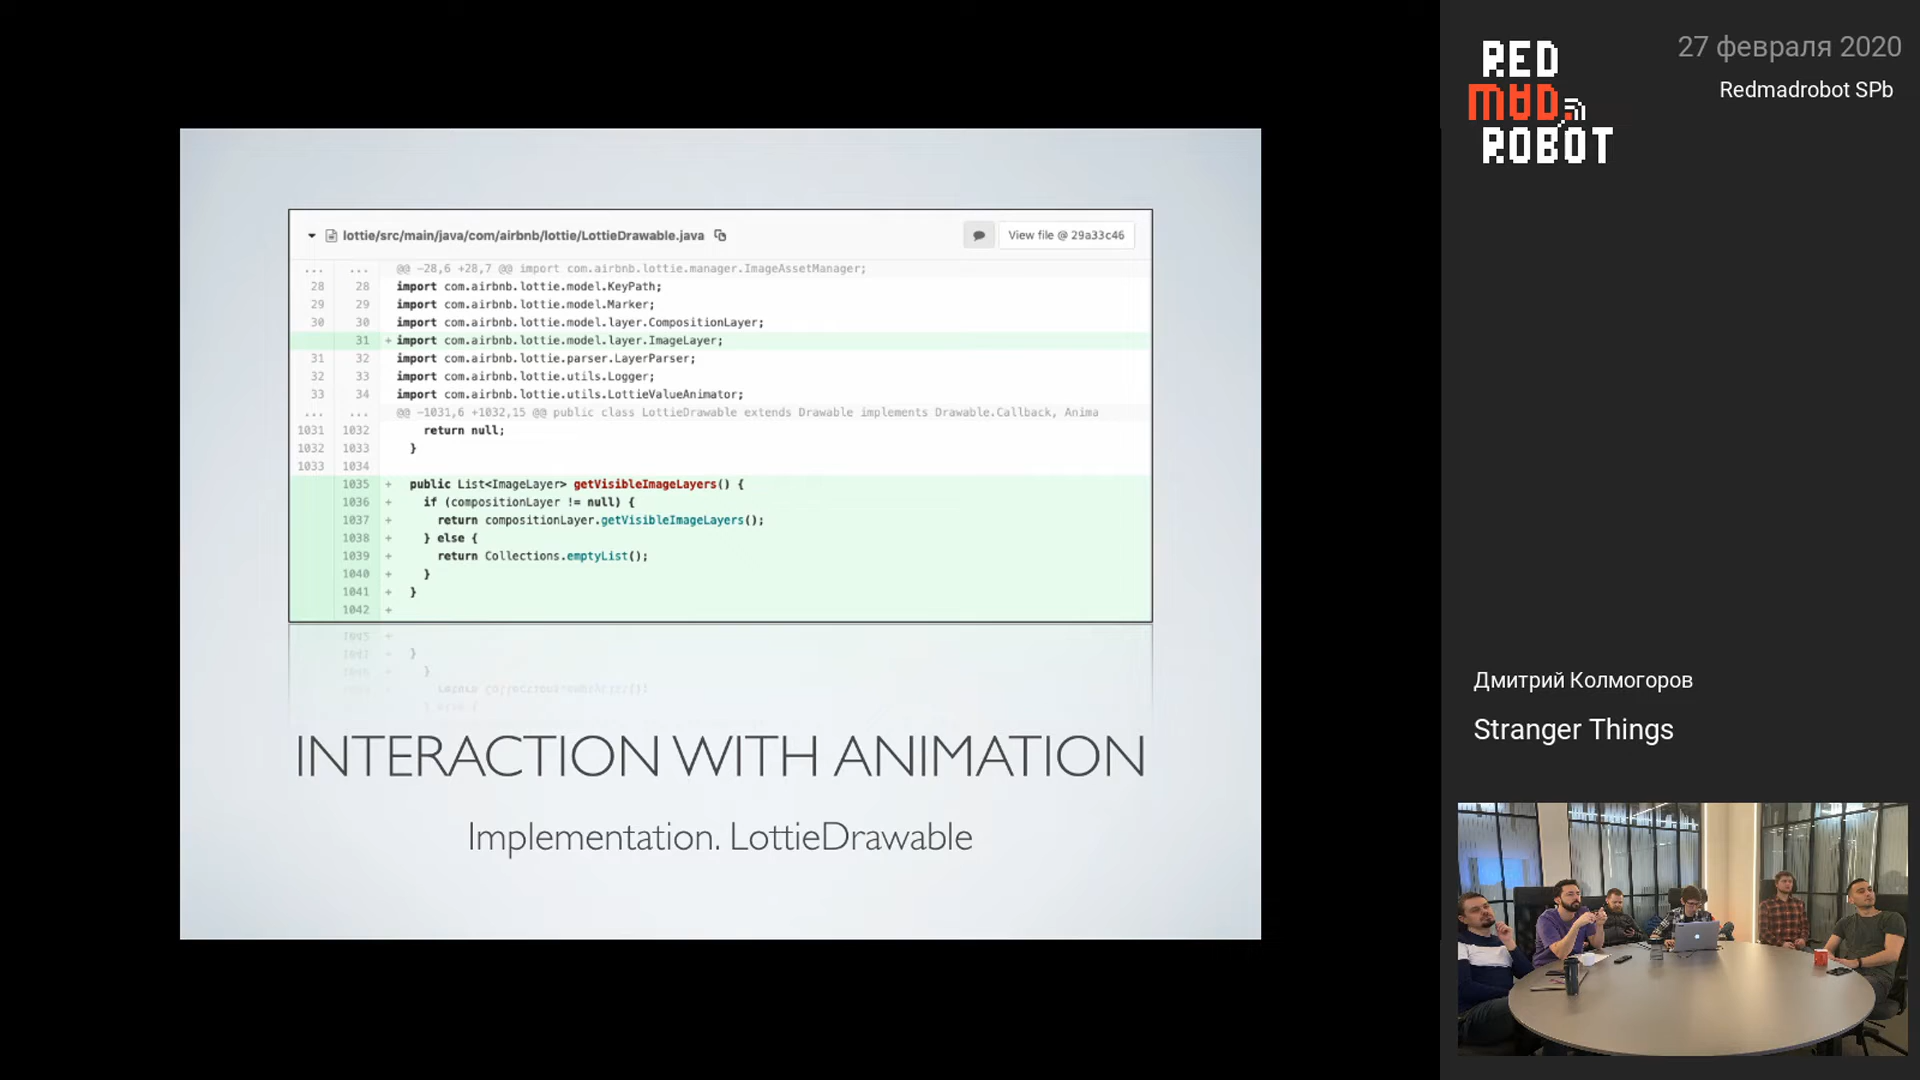 lottie/src/main/java/com/airbnb/lottie/LottieDrawable.java
View file @ 29a33c46
... ... @@ -28,6 +28,7 @@ import com.airbnb.lottie.manager.ImageAssetManager;
28 28 import com.airbnb.lottie.model.KeyPath;
29 29 import com.airbnb.lottie.model.Marker;
30 30 import com.airbnb.lottie.model.layer.CompositionLayer;
31 + import com.airbnb.lottie.model.layer.ImageLayer;
31 32 import com.airbnb.lottie.parser.LayerParser;
32 33 import com.airbnb.lottie.utils.Logger;
33 34 import com.airbnb.lottie.utils.LottieValueAnimator;
... ... @@ -1031,6 +1032,15 @@ public class LottieDrawable extends Drawable implements Drawable.Callback, Anima
1031 1032 return null;
1032 1033 }
1033 1034
1035 + public List<ImageLayer> getVisibleImageLayers() {
1036 + if (compositionLayer != null) {
1037 + return compositionLayer.getVisibleImageLayers();
1038 + } else {
1039 + return Collections.emptyList();
1040 + }
1041 + }
1042 +
INTERACTION WITH ANIMATION
Implementation. LottieDrawable
RED
MAD
ROBOT
27 февраля 2020
Redmadrobot SPb
Дмитрий Колмогоров
Stranger Things